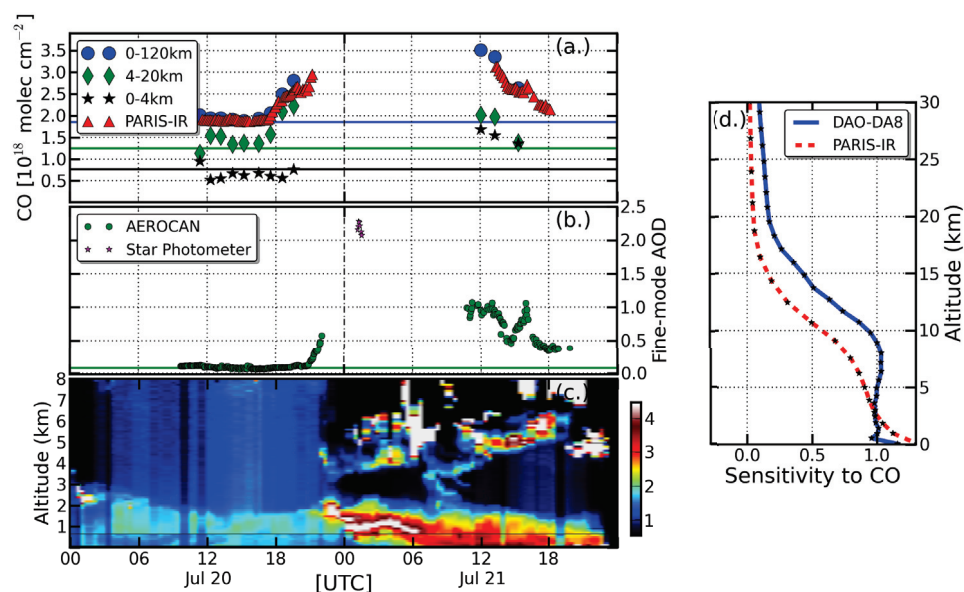 (a.)
CO [10^18 molec cm^-2]
3.5
3.0
2.5
2.0
1.5
1.0
0.5
0-120km
4-20km
0-4km
PARIS-IR
(b.)
AEROCAN
Star Photometer
2.5
2.0
1.5
1.0
0.5
0.0
Fine-mode AOD
(c.)
Altitude (km)
8
7
6
5
4
3
2
1
4
3
2
1
00 06 12 18 00 06 12 18
Jul 20 [UTC] Jul 21
(d.)
DAO-DA8
PARIS-IR
30
25
20
15
10
5
0
Altitude (km)
0.0 0.5 1.0
Sensitivity to CO